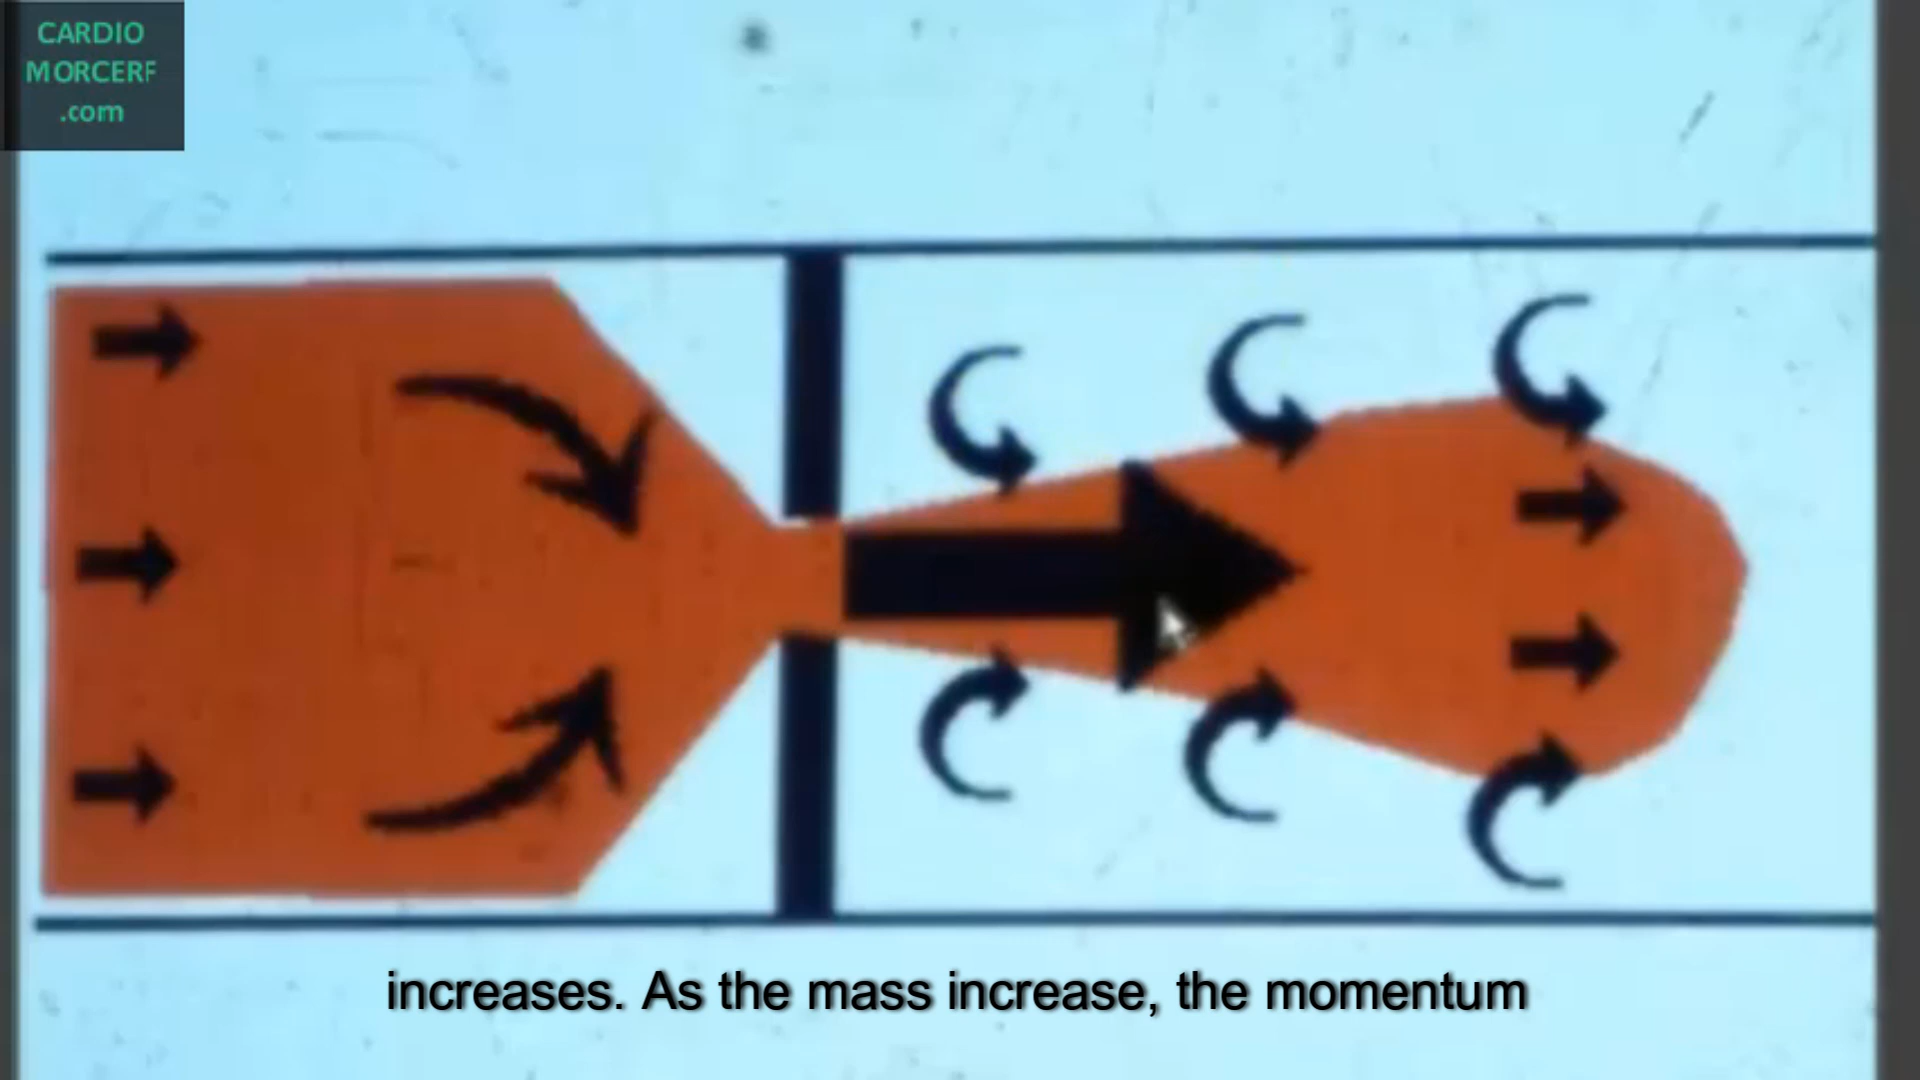 CARDIO
MORCERF
.com
increases. As the mass increase, the momentum